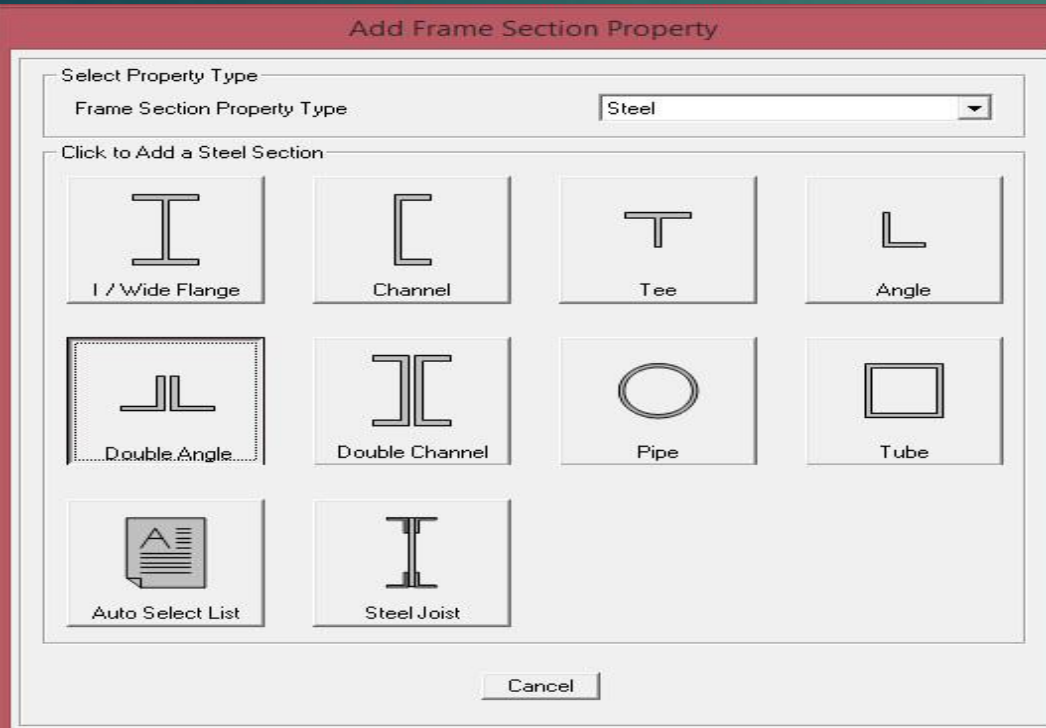 Add Frame Section Property
Select Property Type
Frame Section Property Type
Steel
Click to Add a Steel Section
I / Wide Flange
Channel
Tee
Angle
Double Angle
Double Channel
Pipe
Tube
A
Auto Select List
Steel Joist
Cancel